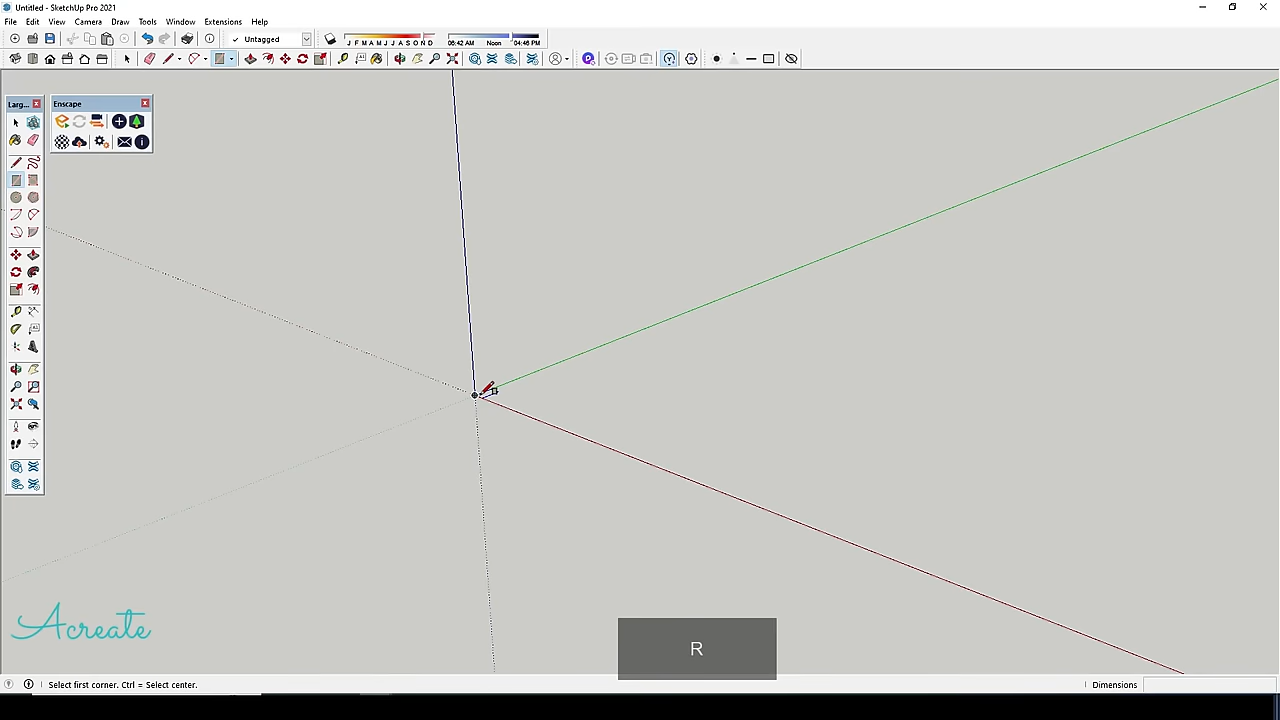 Untitled - SketchUp Pro 2021
File Edit View Camera Draw Tools Window Extensions Help
✓ Untagged
J F M A M J J A S O N D
06:42 AM Noon 04:46 PM
Larg...
Enscape
Acreate
R
Select first corner. Ctrl = Select center.
Dimensions